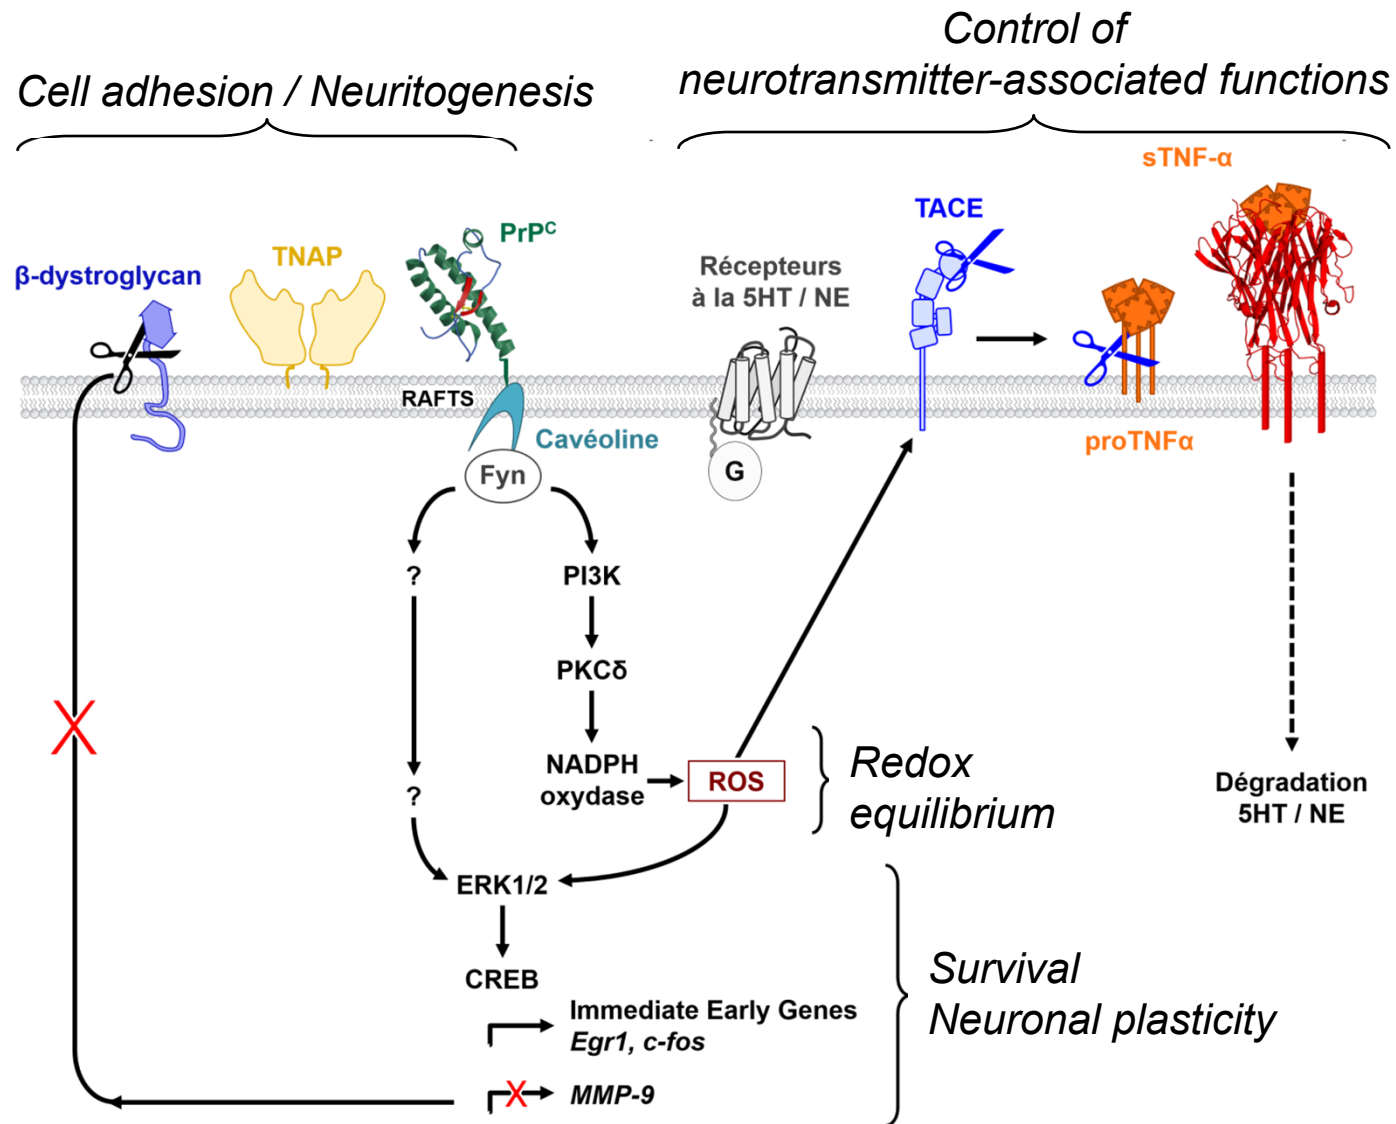 Control of
neurotransmitter-associated functions
Cell adhesion / Neuritogenesis
sTNF-α
TACE
PrPC
TNAP
β-dystroglycan
Récepteurs
à la 5HT / NE
RAFTS
Cavéoline
proTNFα
Fyn
G
?
PI3K
PKCδ
NADPH
oxydase
ROS
Redox
equilibrium
Dégradation
5HT / NE
?
ERK1/2
CREB
Survival
Neuronal plasticity
Immediate Early Genes
Egr1, c-fos
MMP-9